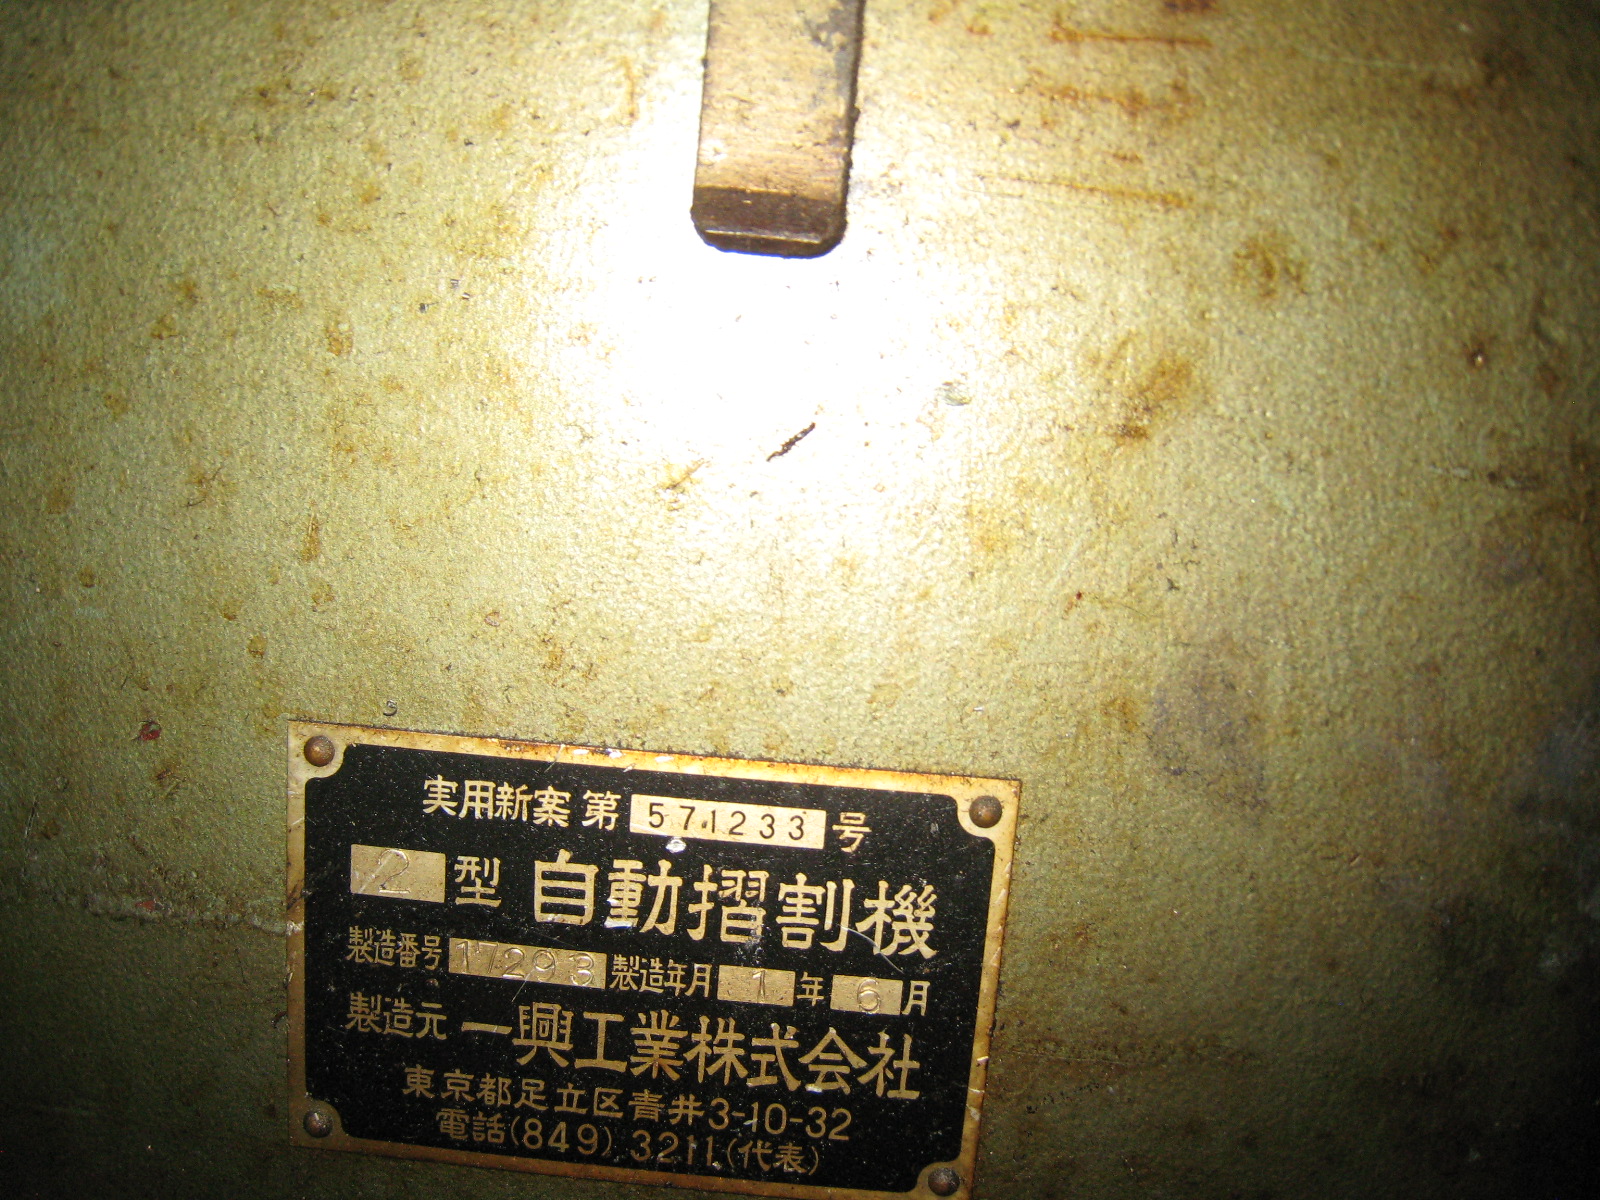 実用新案 第 571233 号
2 型 自動摺割機
製造番号 17293 製造年月 1 年 6 月
製造元 一興工業株式会社
東京都足立区青井3-10-32
電話(849)3211(代表)